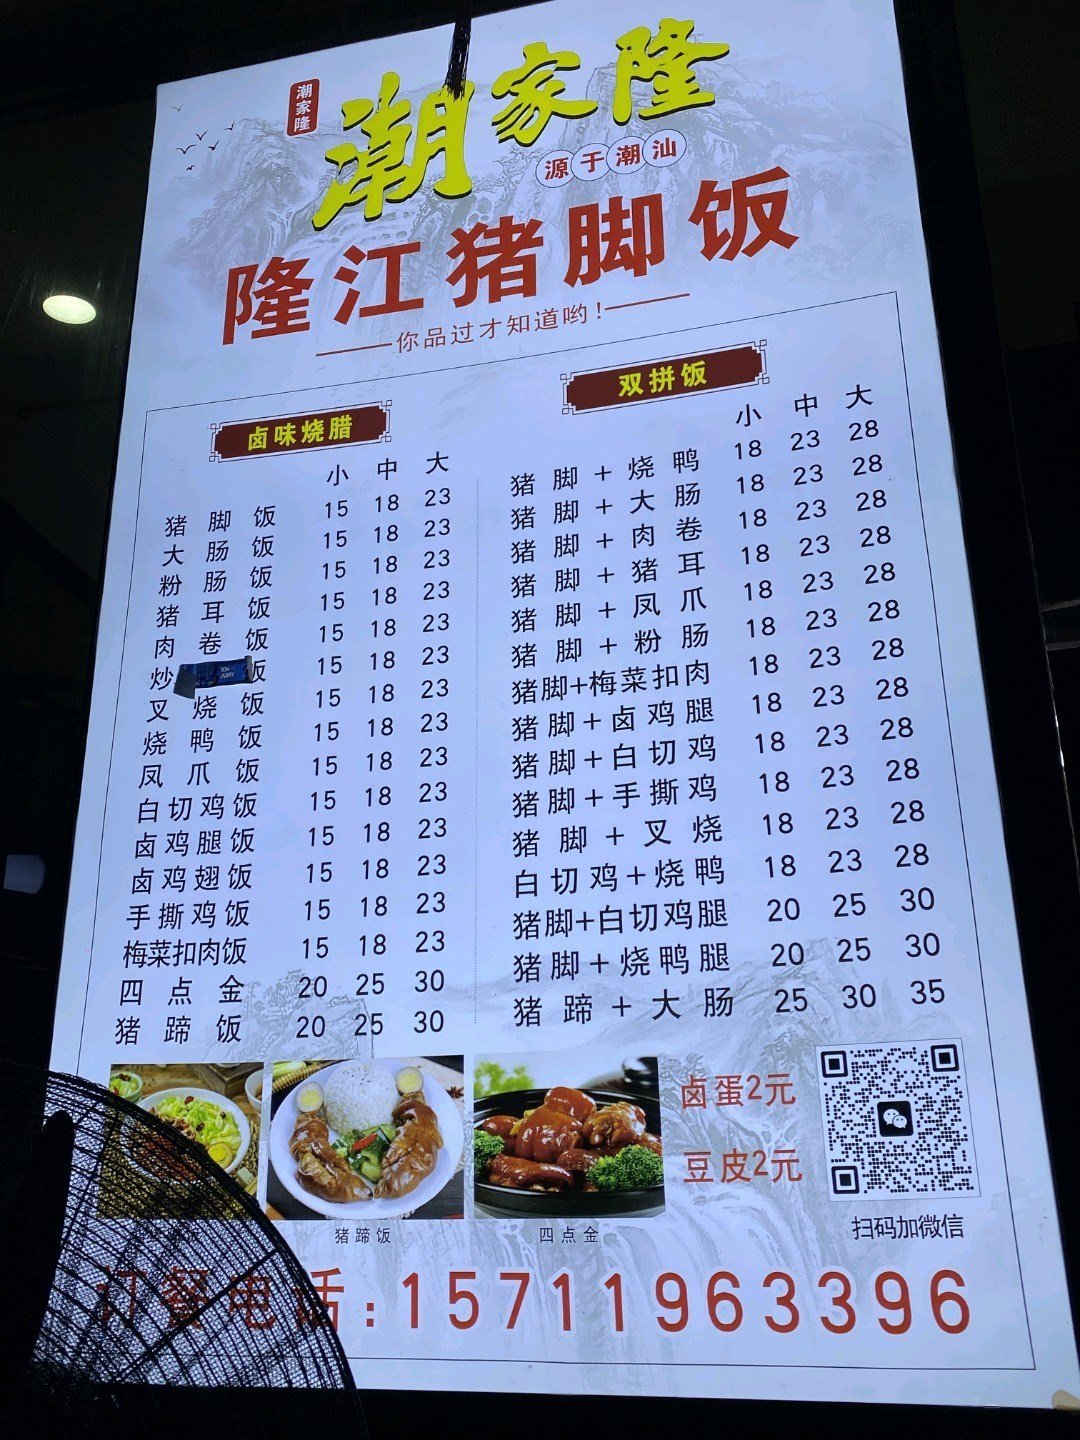 潮家隆
潮家隆
源于潮汕
隆江猪脚饭
你品过才知道哟!
卤味烧腊
小 中 大
猪脚饭 15 18 23
大肠饭 15 18 23
粉肠饭 15 18 23
猪耳饭 15 18 23
肉卷饭 15 18 23
炒 饭 15 18 23
叉烧饭 15 18 23
烧鸭饭 15 18 23
凤爪饭 15 18 23
白切鸡饭 15 18 23
卤鸡腿饭 15 18 23
卤鸡翅饭 15 18 23
手撕鸡饭 15 18 23
梅菜扣肉饭 15 18 23
四点金 20 25 30
猪蹄饭 20 25 30
双拼饭
小 中 大
猪脚+烧鸭 18 23 28
猪脚+大肠 18 23 28
猪脚+肉卷 18 23 28
猪脚+猪耳 18 23 28
猪脚+凤爪 18 23 28
猪脚+粉肠 18 23 28
猪脚+梅菜扣肉 18 23 28
猪脚+卤鸡腿 18 23 28
猪脚+白切鸡 18 23 28
猪脚+手撕鸡 18 23 28
猪脚+叉烧 18 23 28
白切鸡+烧鸭 18 23 28
猪脚+白切鸡腿 20 25 30
猪脚+烧鸭腿 20 25 30
猪蹄+大肠 25 30 35
卤蛋2元
豆皮2元
猪蹄饭
四点金
扫码加微信
订餐电话:15711963396